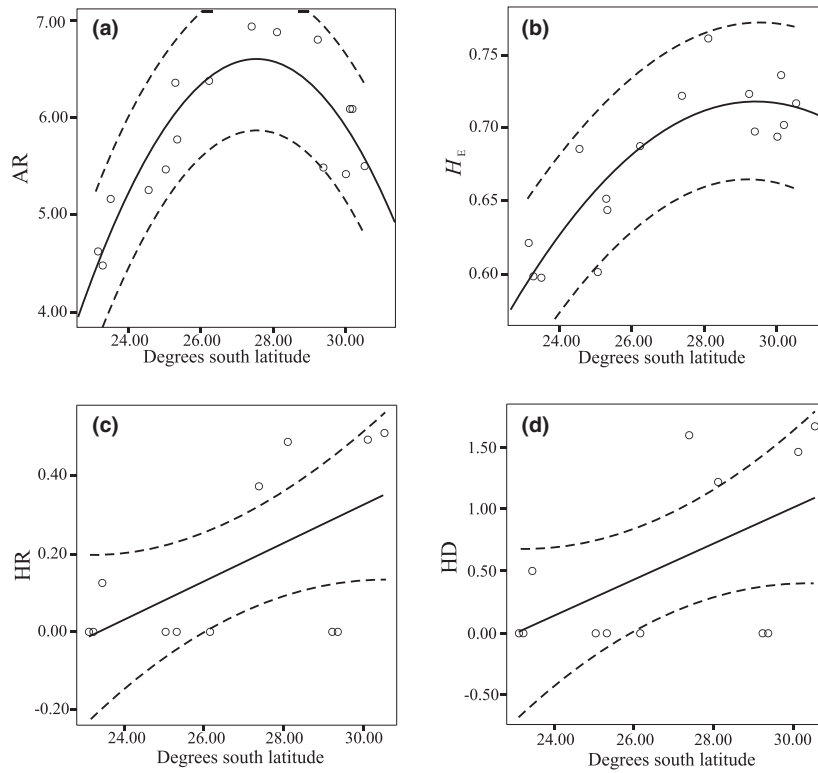 (a)
7.00
6.00
5.00
4.00
AR
24.00 26.00 28.00 30.00
Degrees south latitude
(b)
0.75
0.70
0.65
0.60
HE
24.00 26.00 28.00 30.00
Degrees south latitude
(c)
0.40
0.20
0.00
-0.20
HR
24.00 26.00 28.00 30.00
Degrees south latitude
(d)
1.50
1.00
0.50
0.00
-0.50
HD
24.00 26.00 28.00 30.00
Degrees south latitude